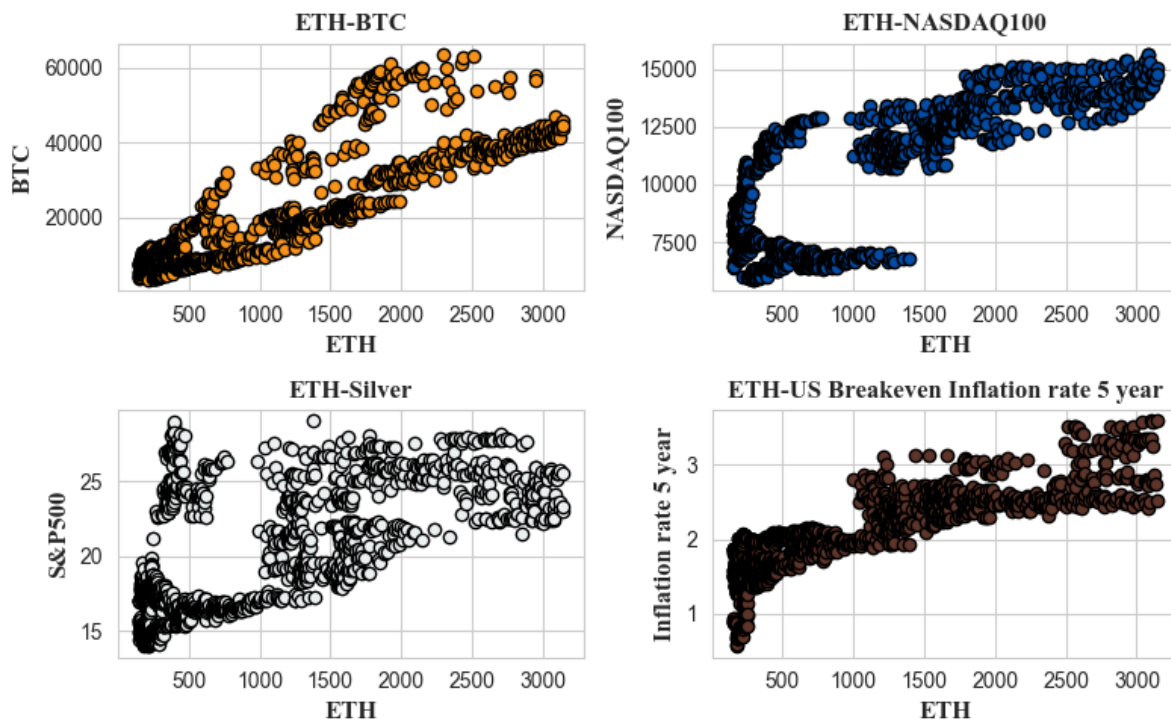 ETH-BTC
60000
40000
20000
BTC
500 1000 1500 2000 2500 3000
ETH
ETH-NASDAQ100
15000
12500
10000
7500
NASDAQ100
500 1000 1500 2000 2500 3000
ETH
ETH-Silver
25
20
15
S&P500
500 1000 1500 2000 2500 3000
ETH
ETH-US Breakeven Inflation rate 5 year
3
2
1
Inflation rate 5 year
500 1000 1500 2000 2500 3000
ETH